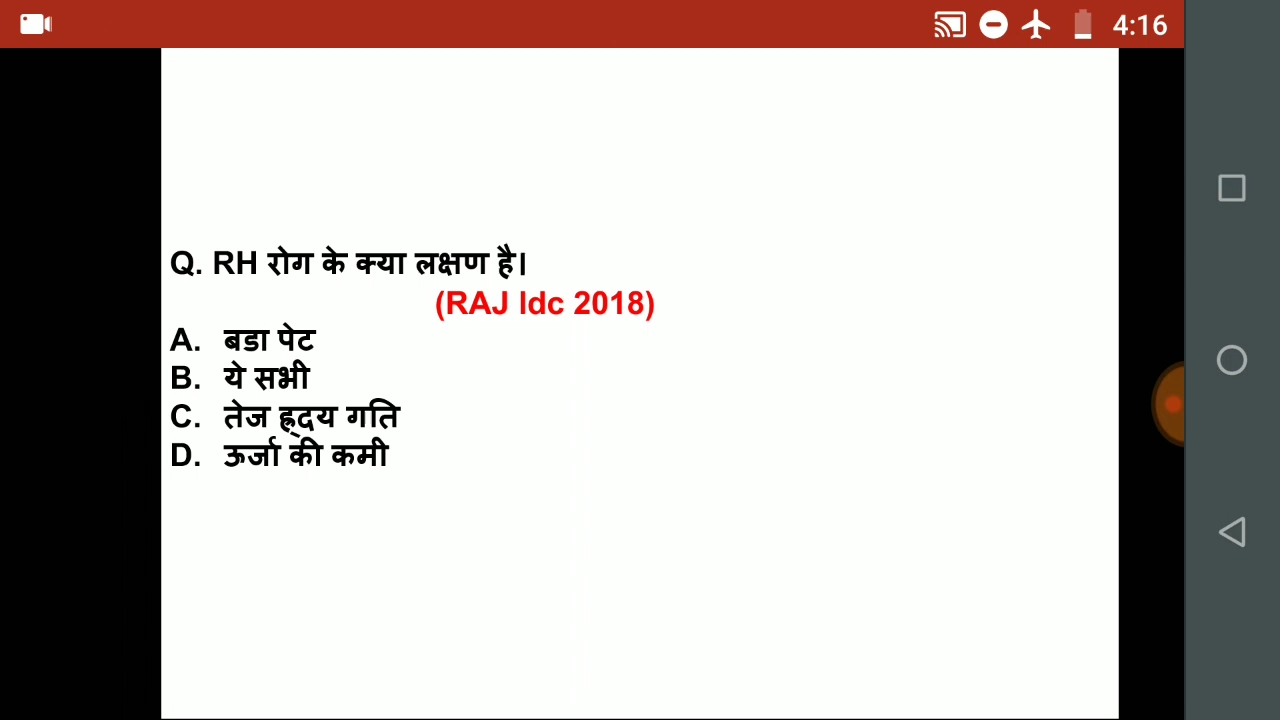 4:16
Q. RH रोग के क्या लक्षण है।
(RAJ ldc 2018)
A. बडा पेट
B. ये सभी
C. तेज ह्र्दय गति
D. ऊर्जा की कमी